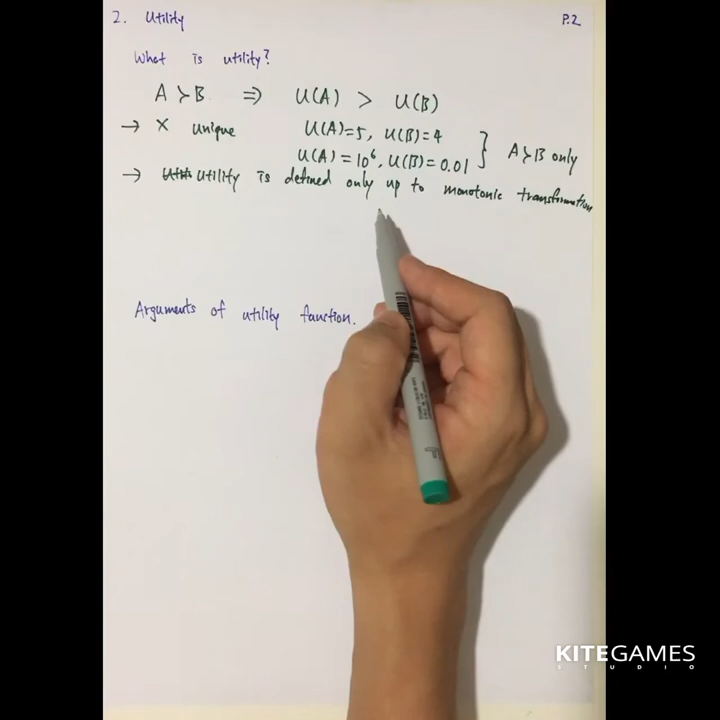 2. Utility P.2
What is utility?
A ≻ B ⇒ U(A) > U(B)
→ × unique U(A)=5, U(B)=4
U(A)=10⁶, U(B)=0.01 } A≻B only
→ utility is defined only up to monotonic transformation
Arguments of utility function.
KITEGAMES
STUDIO